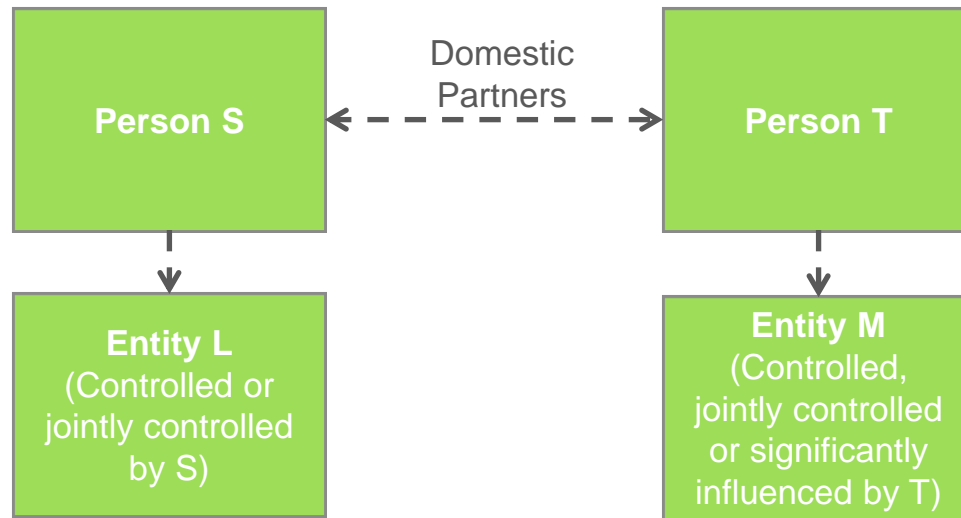 Domestic
Partners
Person S
Person T
Entity L
(Controlled or
jointly controlled
by S)
Entity M
(Controlled,
jointly controlled
or significantly
influenced by T)